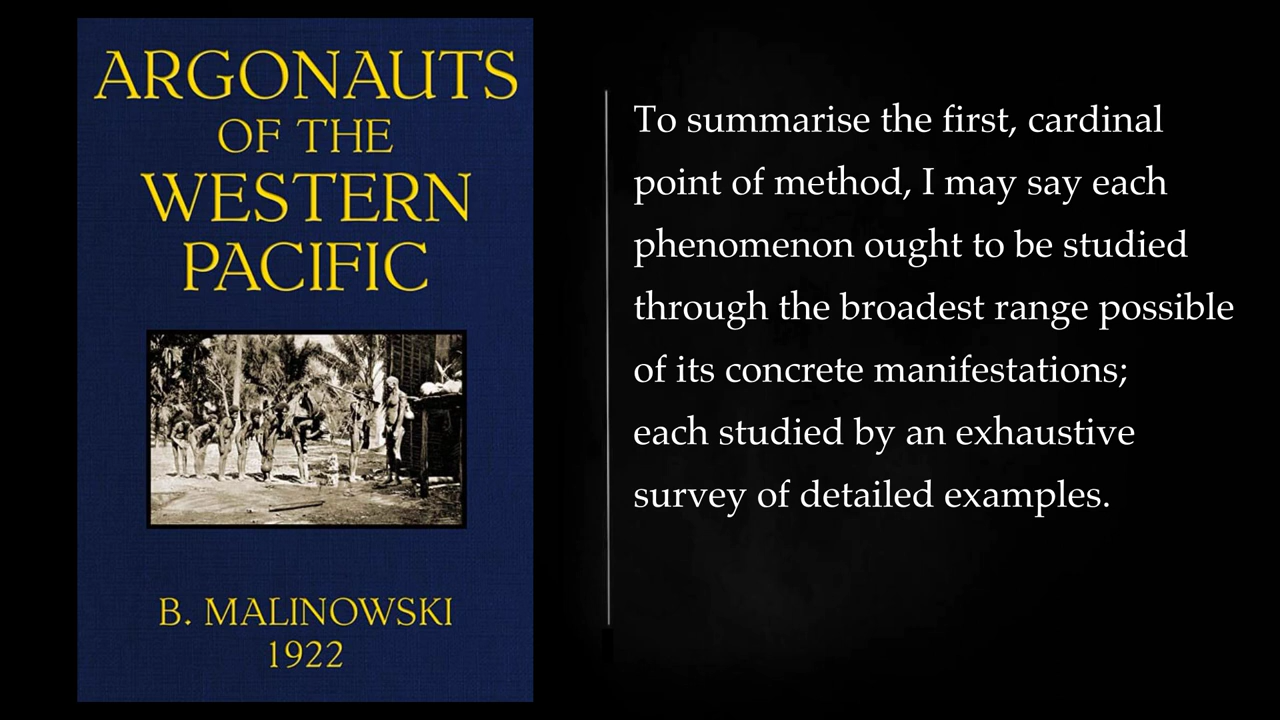 ARGONAUTS
OF THE
WESTERN
PACIFIC
B. MALINOWSKI
1922
To summarise the first, cardinal
point of method, I may say each
phenomenon ought to be studied
through the broadest range possible
of its concrete manifestations;
each studied by an exhaustive
survey of detailed examples.